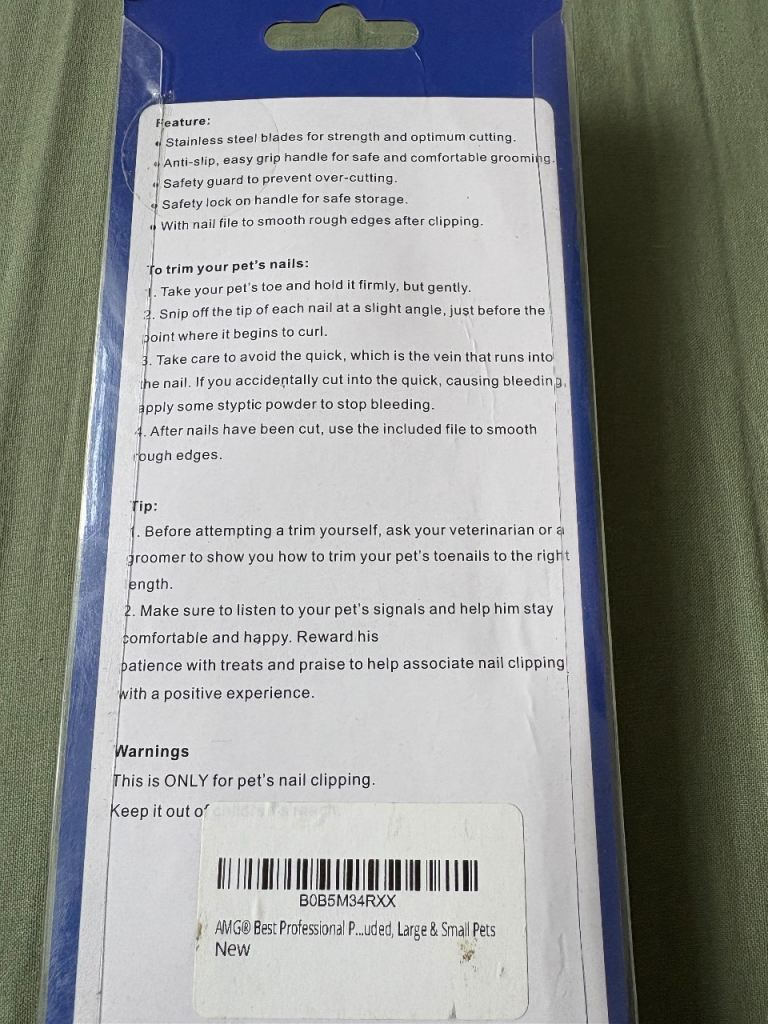 Feature:
• Stainless steel blades for strength and optimum cutting.
• Anti-slip, easy grip handle for safe and comfortable grooming.
• Safety guard to prevent over-cutting.
• Safety lock on handle for safe storage.
• With nail file to smooth rough edges after clipping.
To trim your pet's nails:
1. Take your pet's toe and hold it firmly, but gently.
2. Snip off the tip of each nail at a slight angle, just before the
point where it begins to curl.
3. Take care to avoid the quick, which is the vein that runs into
the nail. If you accidentally cut into the quick, causing bleeding,
apply some styptic powder to stop bleeding.
4. After nails have been cut, use the included file to smooth
rough edges.
Tip:
1. Before attempting a trim yourself, ask your veterinarian or a
groomer to show you how to trim your pet's toenails to the right
length.
2. Make sure to listen to your pet's signals and help him stay
comfortable and happy. Reward his
patience with treats and praise to help associate nail clipping
with a positive experience.
Warnings
This is ONLY for pet's nail clipping.
Keep it out of children's reach.
B0B5M34RXX
AMG® Best Professional P...uded, Large & Small Pets
New